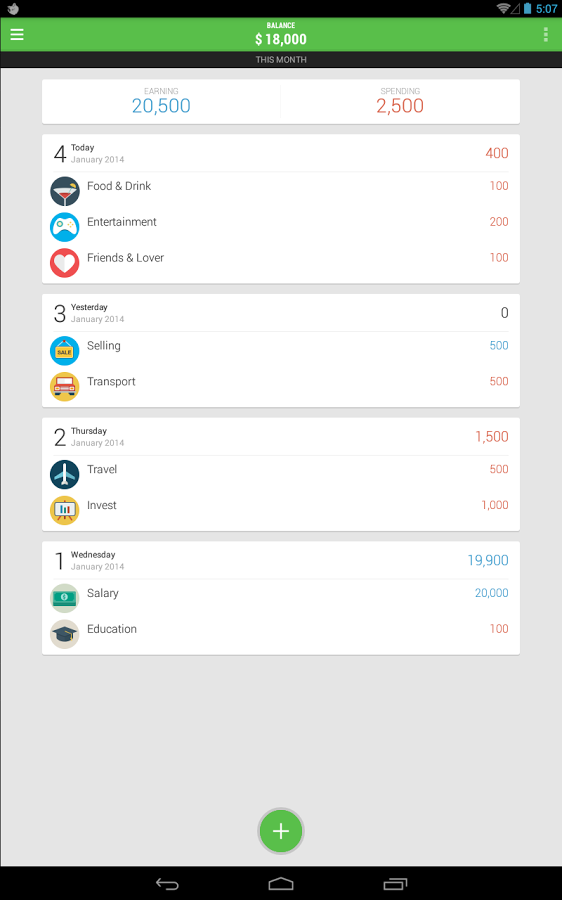 5:07
BALANCE
$ 18,000
THIS MONTH
EARNING SPENDING
20,500 2,500
4 Today 400
January 2014
Food & Drink 100
Entertainment 200
Friends & Lover 100
3 Yesterday 0
January 2014
SALE
Selling 500
Transport 500
2 Thursday 1,500
January 2014
Travel 500
Invest 1,000
1 Wednesday 19,900
January 2014
Salary 20,000
Education 100